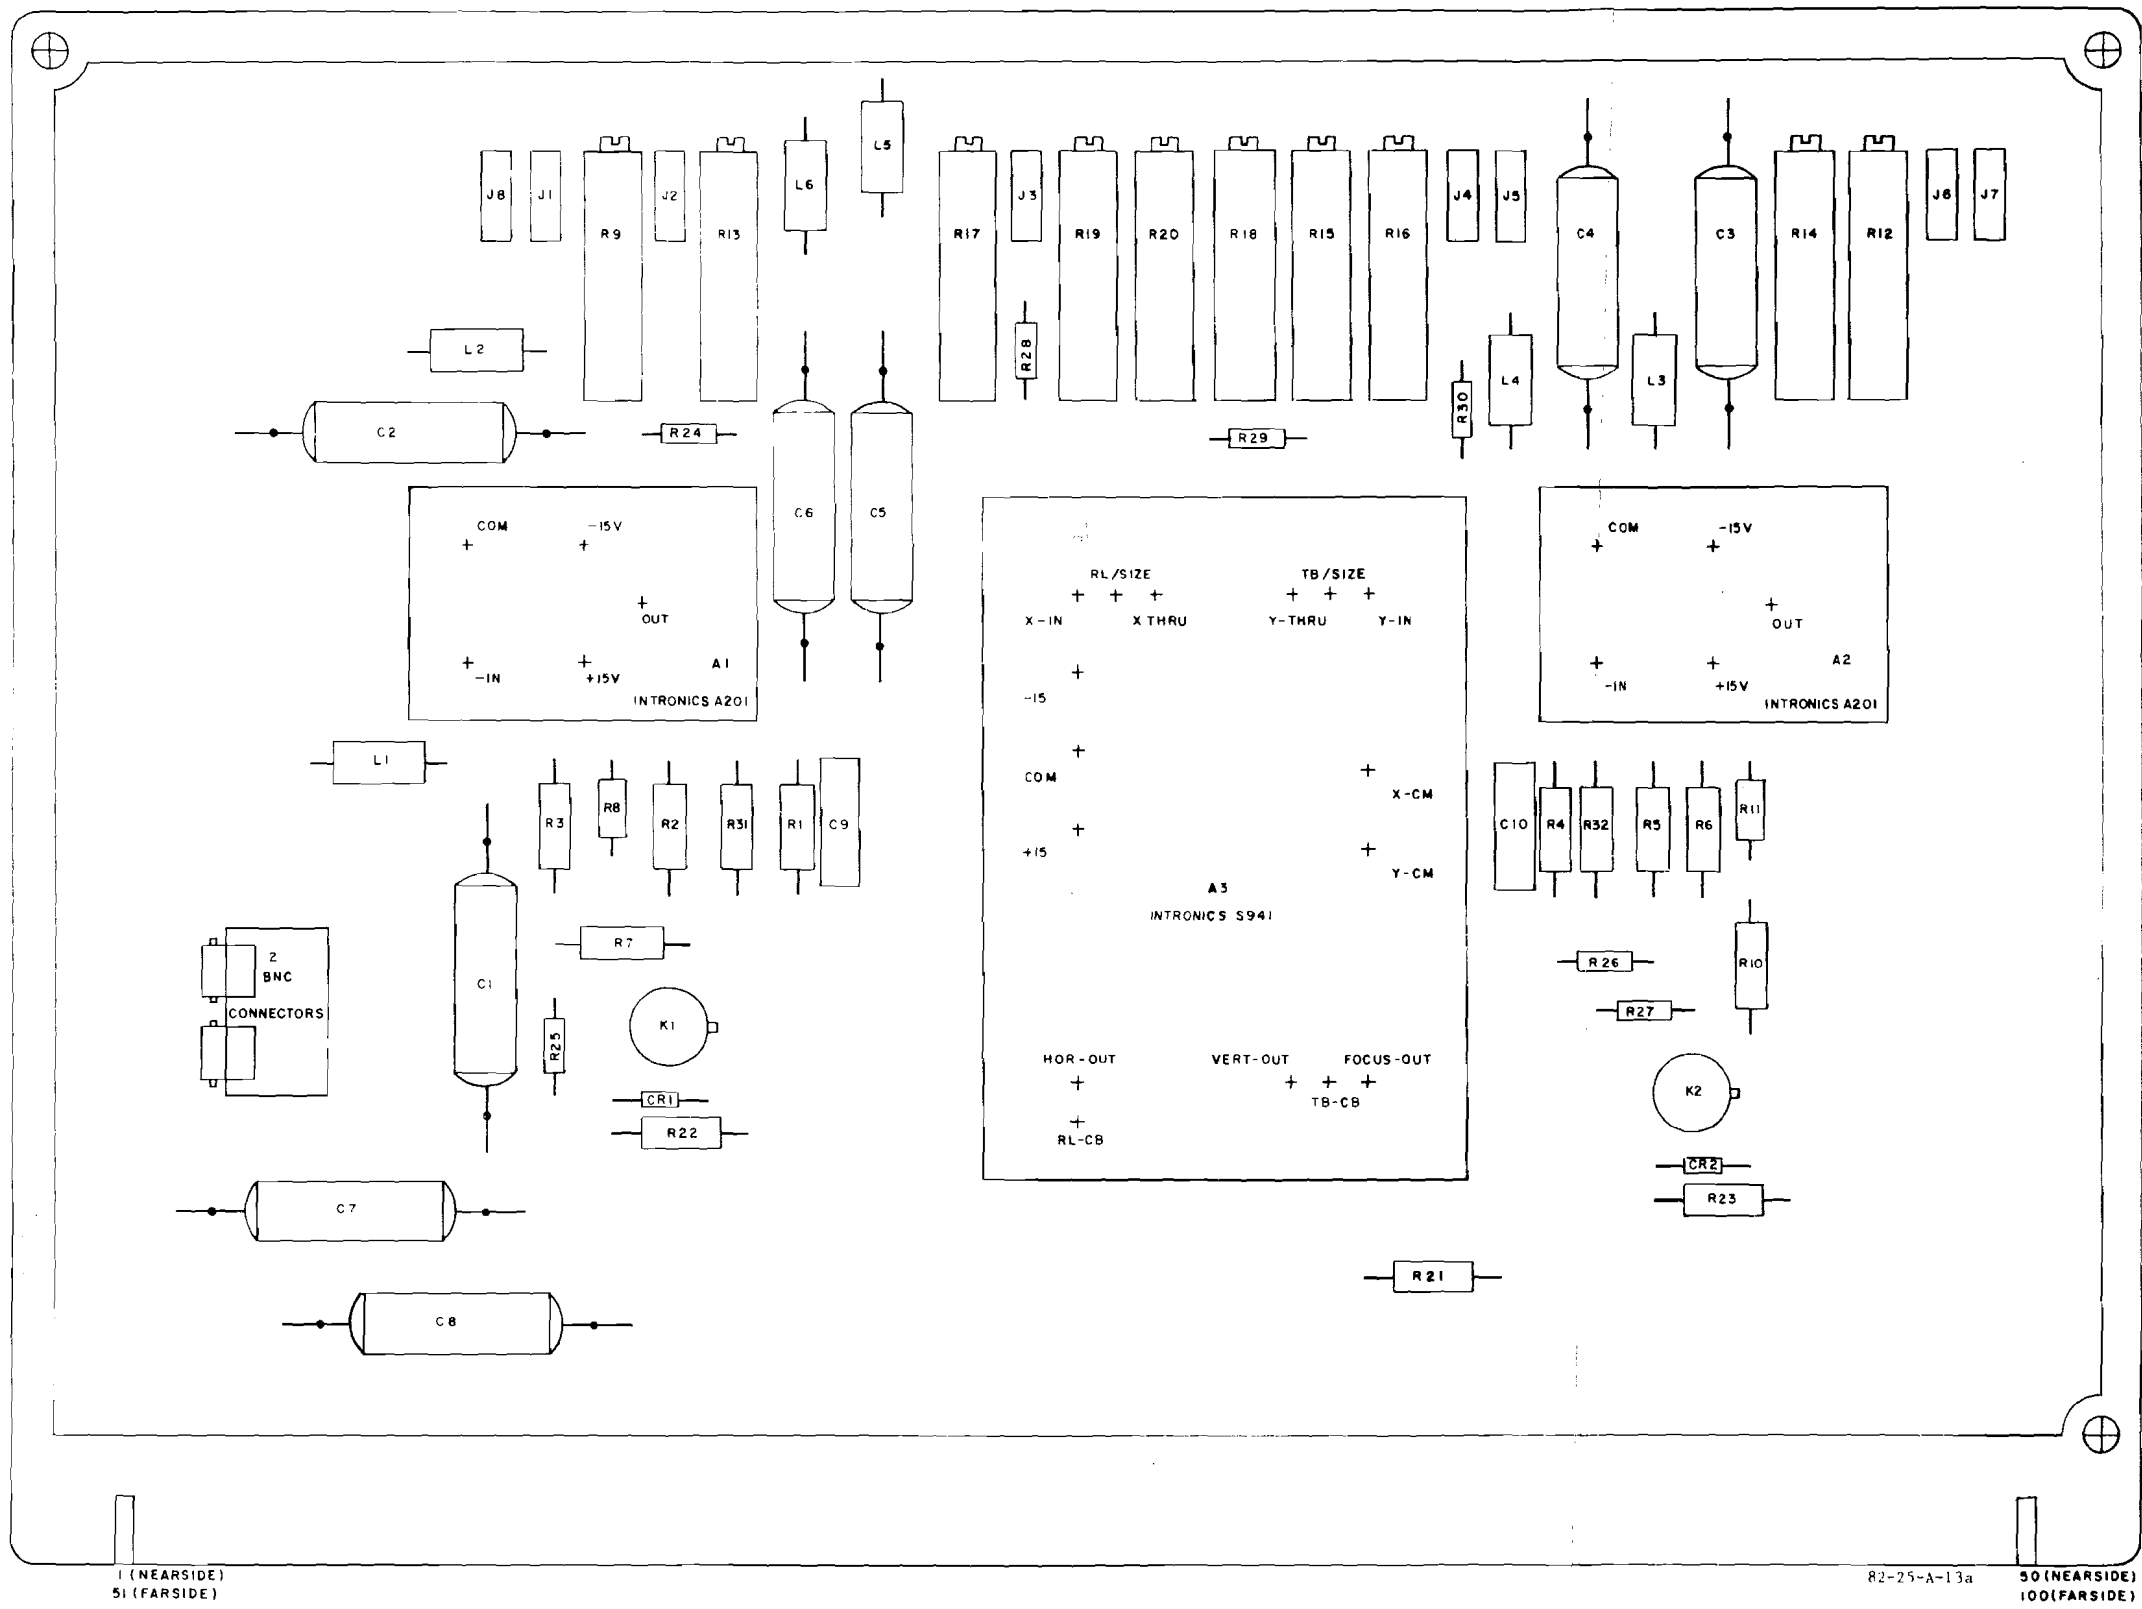 L5
L6
J8 J1 J2 J3 J4 J5 J6 J7
R9 R13 R17 R19 R20 R18 R15 R16 C4 C3 R14 R12
L2
R28
L4 L3
R30
C2 R24 R29
C6 C5
COM -15V
OUT
-IN +15V A1
INTRONICS A201
RL/SIZE TB/SIZE
X-IN X THRU Y-THRU Y-IN
-15
COM
+15
X-CM
Y-CM
A3
INTRONICS S941
HOR-OUT VERT-OUT FOCUS-OUT
TB-CB
RL-CB
COM -15V
OUT
-IN +15V A2
INTRONICS A201
L1
R3 R8 R2 R31 R1 C9
C10 R4 R32 R5 R6 R11
R7
C1
2
BNC
CONNECTORS
R25
K1
CR1
R22
R26
R10
R27
K2
CR2
R23
C7
R21
C8
1 (NEARSIDE)
51 (FARSIDE)
82-25-A-13a
50 (NEARSIDE)
100 (FARSIDE)